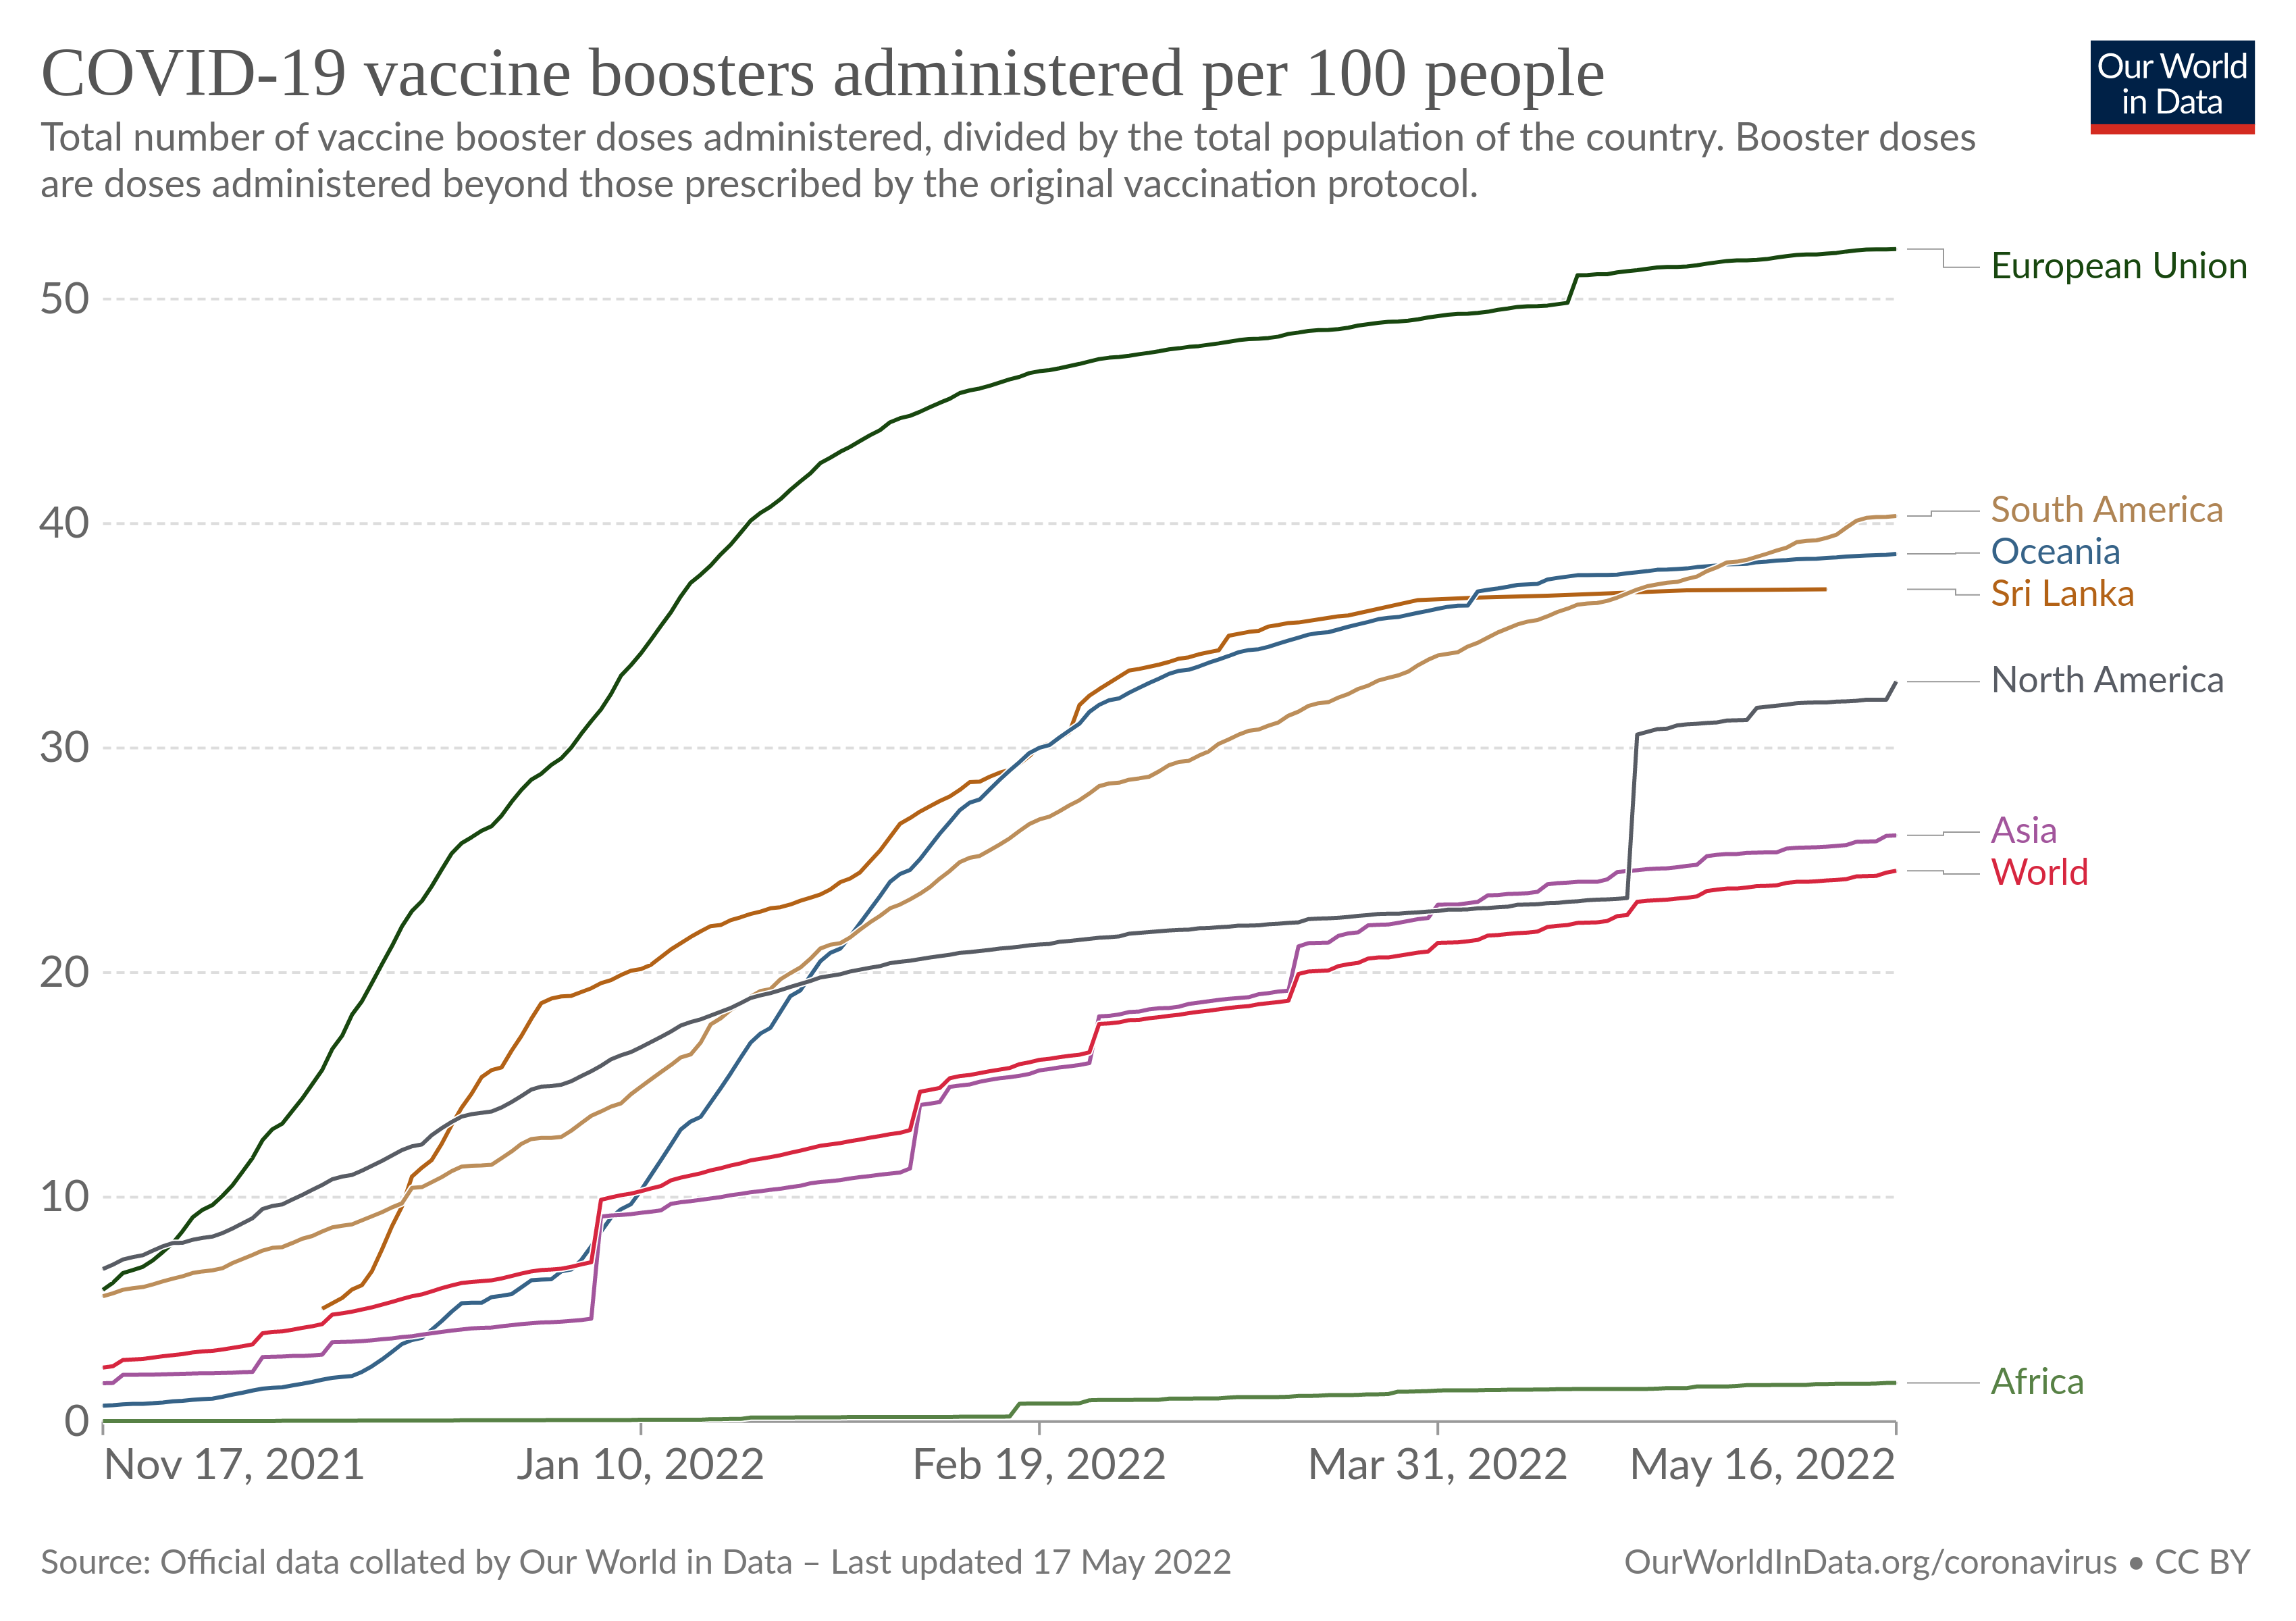 COVID-19 vaccine boosters administered per 100 people
Our World
in Data
Total number of vaccine booster doses administered, divided by the total population of the country. Booster doses
are doses administered beyond those prescribed by the original vaccination protocol.
50
40
30
20
10
0
European Union
South America
Oceania
Sri Lanka
North America
Asia
World
Africa
Nov 17, 2021
Jan 10, 2022
Feb 19, 2022
Mar 31, 2022
May 16, 2022
Source: Official data collated by Our World in Data – Last updated 17 May 2022
OurWorldInData.org/coronavirus • CC BY